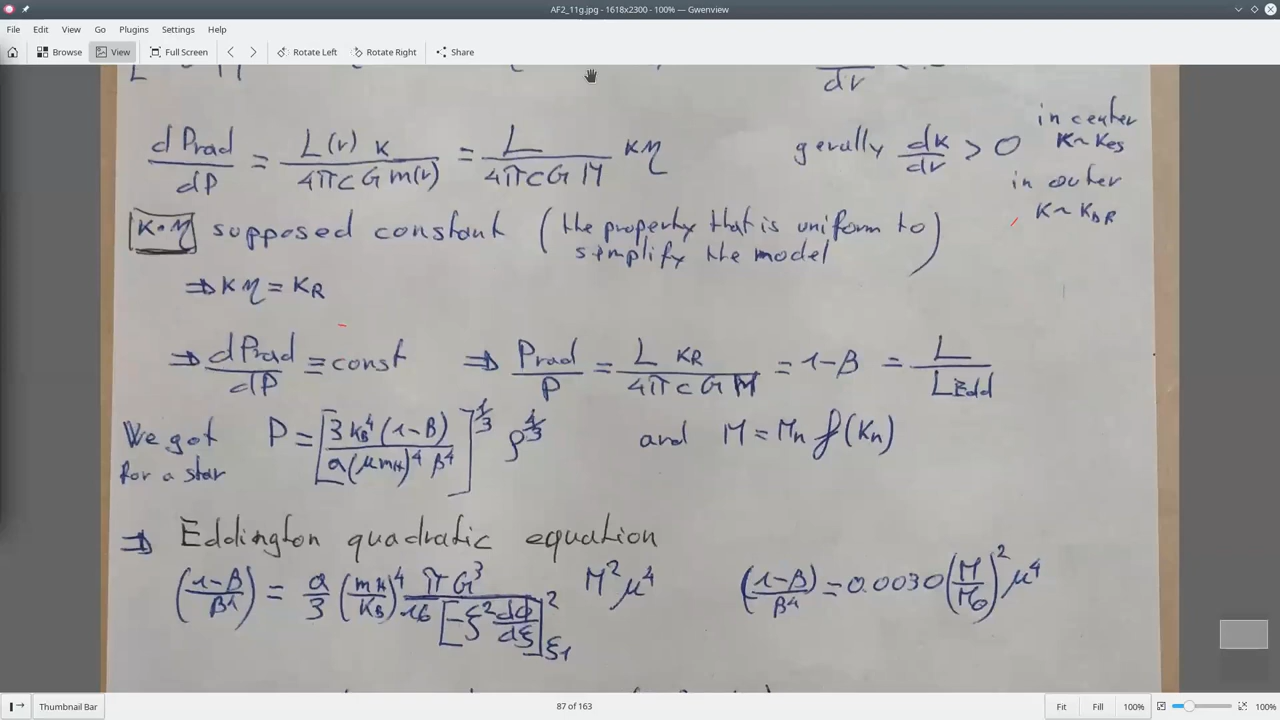 AF2_11g.jpg - 1618x2300 - 100% — Gwenview
File Edit View Go Plugins Settings Help
Browse View Full Screen Rotate Left Rotate Right Share
dr
dPrad/dP = L(r) κ / 4πcG m(r) = L / 4πcGM κη
gerally dκ/dr > 0
in center
κ~κes
in outer
[κ·η] supposed constant (the property that is uniform to simplify the model)
⇒ κη = κR
⇒ dPrad/dP = const ⇒ Prad/P = L κR / 4πcGM = 1-β = L/LEdd
We got for a star P = [3 kB⁴ (1-β) / a(μmH)⁴ β⁴]^1/3 ρ^4/3 and M = Mn f(Kn)
⇒ Eddington quadratic equation
(1-β/β⁴) = a/3 (mH/KB)⁴ πG³/16[-ξ² dφ/dξ]²ξ1 M²μ⁴
(1-β/β⁴) = 0.0030 (M/M⊙)² μ⁴
Thumbnail Bar 87 of 163 Fit Fill 100% 100%